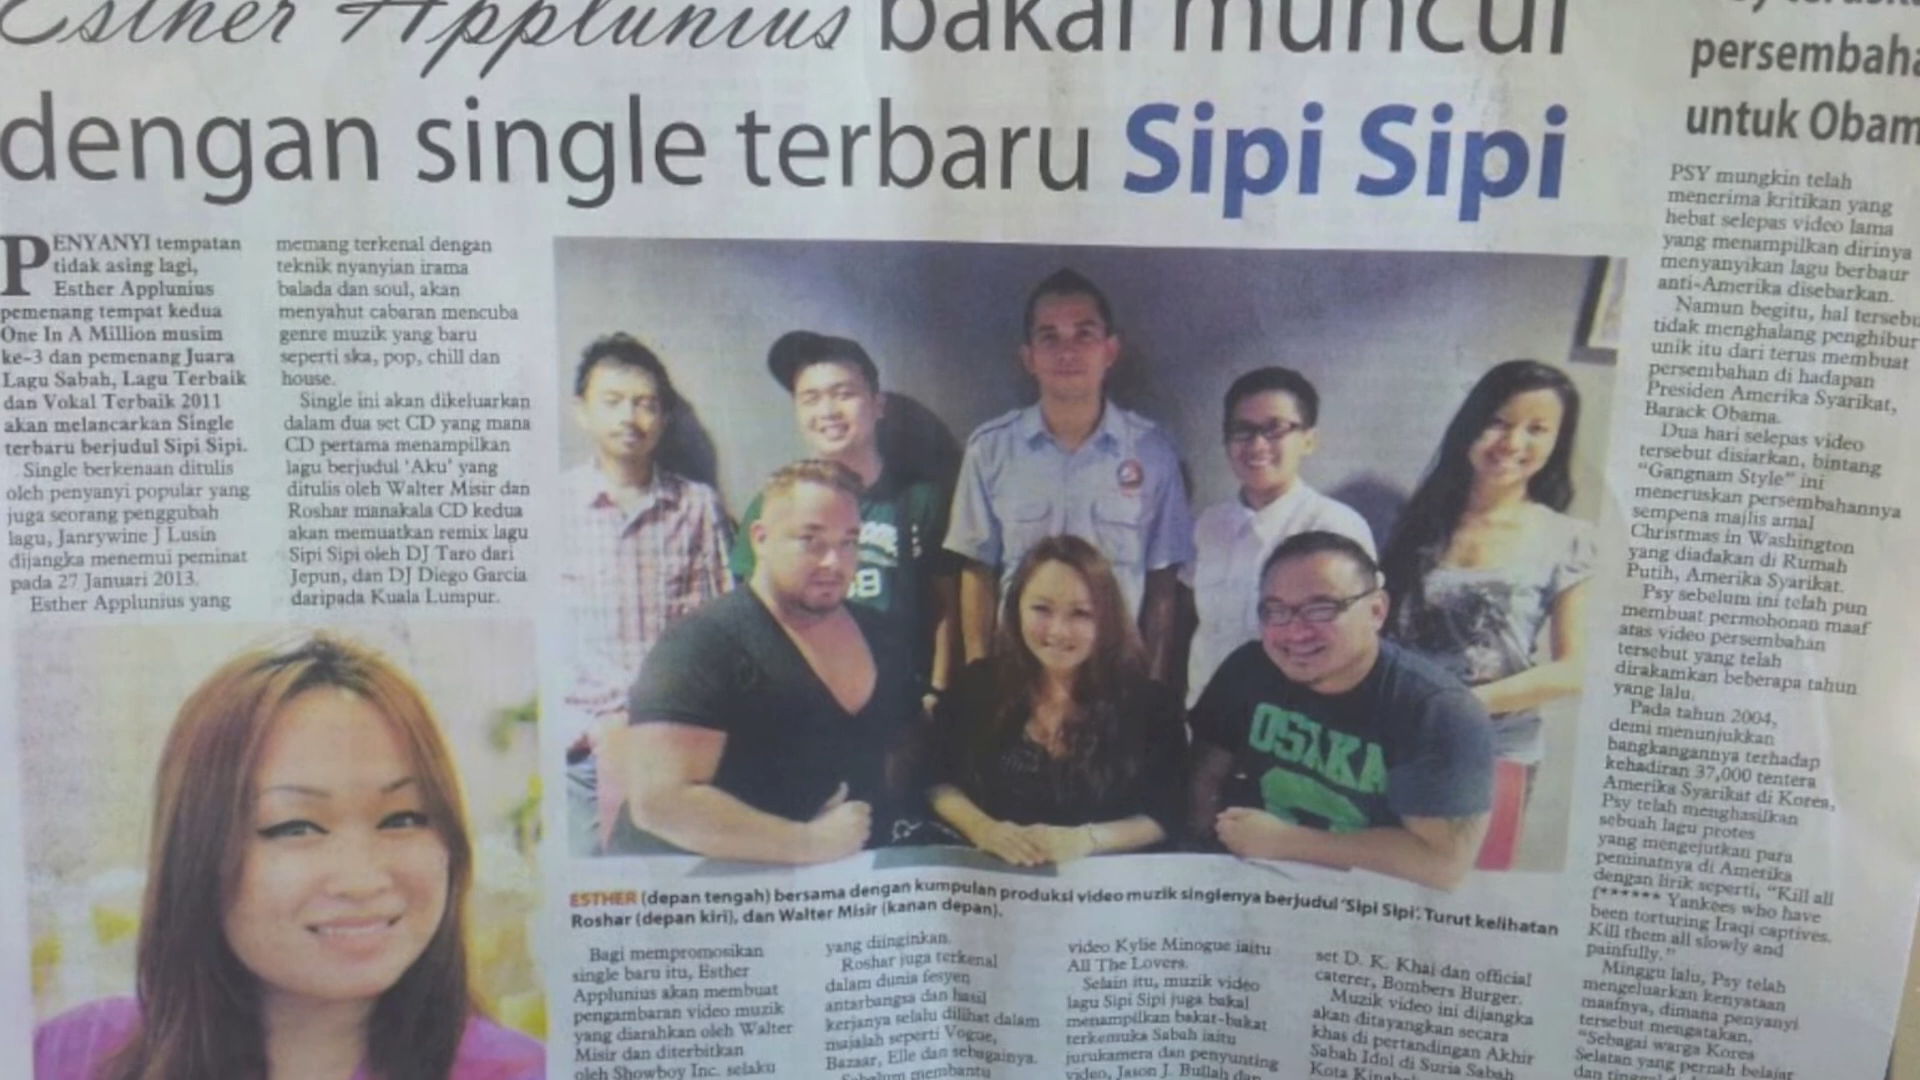 Esther Applunius bakal muncul
dengan single terbaru Sipi Sipi
PENYANYI tempatan
tidak asing lagi,
Esther Applunius
pemenang tempat kedua
One In A Million musim
ke-3 dan pemenang Juara
Lagu Sabah, Lagu Terbaik
dan Vokal Terbaik 2011
akan melancarkan Single
terbaru berjudul Sipi Sipi.
Single berkenaan ditulis
oleh penyanyi popular yang
juga seorang penggubah
lagu, Janrywine J Lusin
dijangka menemui peminat
pada 27 Januari 2013.
Esther Applunius yang
memang terkenal dengan
teknik nyanyian irama
balada dan soul, akan
menyahut cabaran mencuba
genre muzik yang baru
seperti ska, pop, chill dan
house.
Single ini akan dikeluarkan
dalam dua set CD yang mana
CD pertama menampilkan
lagu berjudul 'Aku' yang
ditulis oleh Walter Misir dan
Roshar manakala CD kedua
akan memuatkan remix lagu
Sipi Sipi oleh DJ Taro dari
Jepun, dan DJ Diego Garcia
daripada Kuala Lumpur.
OSAKA
ESTHER (depan tengah) bersama dengan kumpulan produksi video muzik singlenya berjudul 'Sipi Sipi'. Turut kelihatan
Roshar (depan kiri), dan Walter Misir (kanan depan).
Bagi mempromosikan
single baru itu, Esther
Applunius akan membuat
pengambaran video muzik
yang diarahkan oleh Walter
Misir dan diterbitkan
oleh Showboy Inc. selaku
yang diinginkan.
Roshar juga terkenal
dalam dunia fesyen
antarbangsa dan hasil
kerjanya selalu dilihat dalam
majalah seperti Vogue,
Bazaar, Elle dan sebagainya.
Sebelum membantu
video Kylie Minogue iaitu
All The Lovers.
Selain itu, muzik video
lagu Sipi Sipi juga bakal
menampilkan bakat-bakat
terkemuka Sabah iaitu
jurukamera dan penyunting
video, Jason J. Bullah dan
set D. K. Khai dan official
caterer, Bombers Burger.
Muzik video ini dijangka
akan ditayangkan secara
khas di pertandingan Akhir
Sabah Idol di Suria Sabah
Kota
persembaha
untuk Obam
PSY mungkin telah
menerima kritikan yang
hebat selepas video lama
yang menampilkan dirinya
menyanyikan lagu berbaur
anti-Amerika disebarkan.
Namun begitu, hal tersebu
tidak menghalang penghibur
unik itu dari terus membuat
persembahan di hadapan
Presiden Amerika Syarikat,
Barack Obama.
Dua hari selepas video
tersebut disiarkan, bintang
"Gangnam Style" ini
meneruskan persembahannya
sempena majlis amal
Christmas in Washington
yang diadakan di Rumah
Putih, Amerika Syarikat.
Psy sebelum ini telah pun
membuat permohonan maaf
atas video persembahan
tersebut yang telah
dirakamkan beberapa tahun
yang lalu.
Pada tahun 2004,
demi menunjukkan
bangkangannya terhadap
kehadiran 37,000 tentera
Amerika Syarikat di Korea,
Psy telah menghasilkan
sebuah lagu protes
yang mengejutkan para
peminatnya di Amerika
dengan lirik seperti, "Kill all
f****** Yankees who have
been torturing Iraqi captives.
Kill them all slowly and
painfully."
Minggu lalu, Psy telah
mengeluarkan kenyataan
maafnya, dimana penyanyi
tersebut mengatakan,
"Sebagai warga Korea
Selatan yang pernah belajar